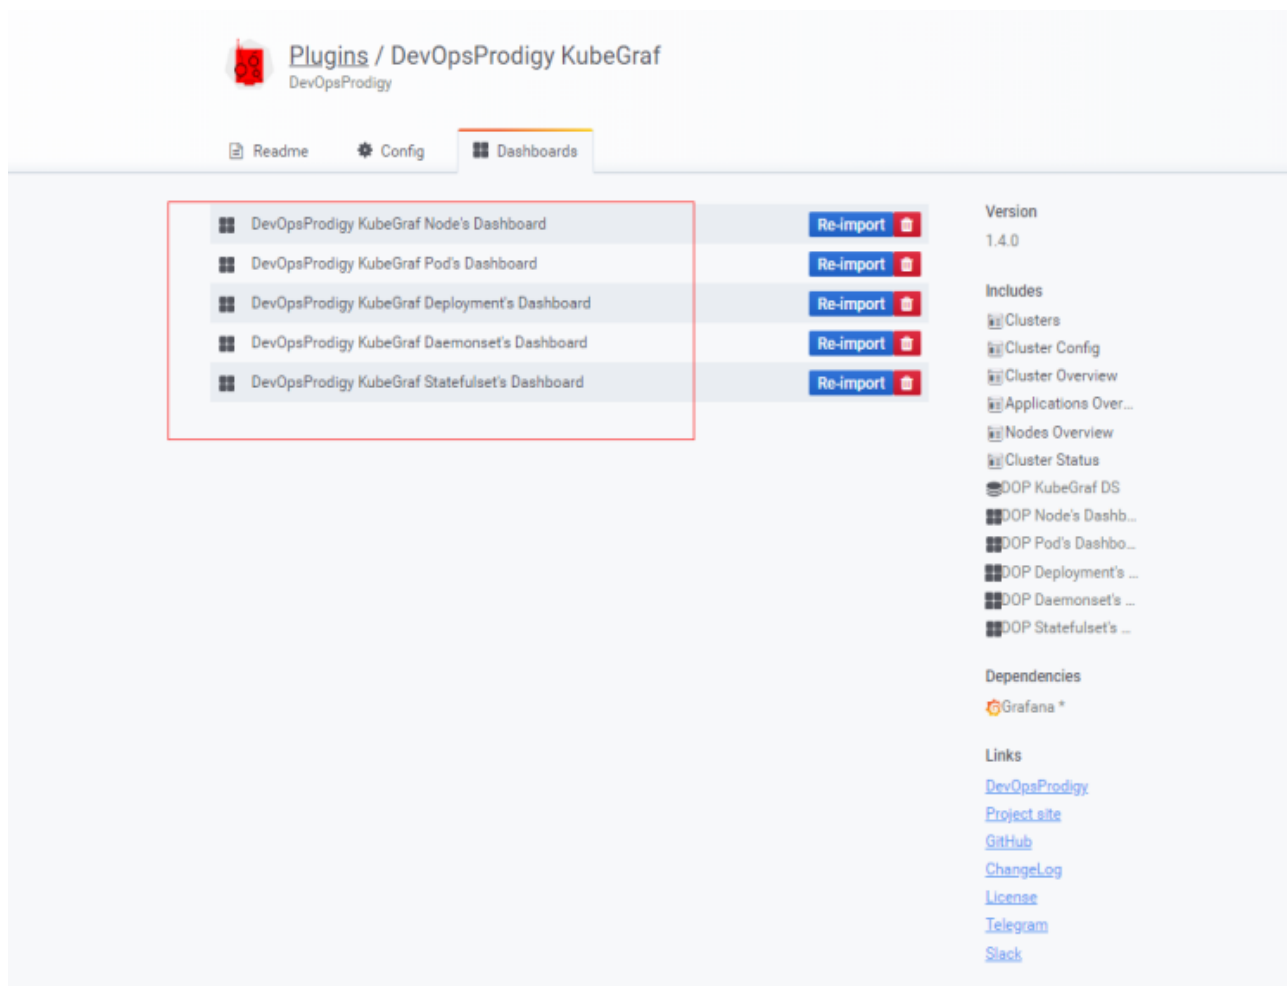 Plugins / DevOpsProdigy KubeGraf
DevOpsProdigy
Readme
Config
Dashboards
DevOpsProdigy KubeGraf Node's Dashboard
Re-import
DevOpsProdigy KubeGraf Pod's Dashboard
Re-import
DevOpsProdigy KubeGraf Deployment's Dashboard
Re-import
DevOpsProdigy KubeGraf Daemonset's Dashboard
Re-import
DevOpsProdigy KubeGraf Statefulset's Dashboard
Re-import
Version
1.4.0
Includes
Clusters
Cluster Config
Cluster Overview
Applications Over...
Nodes Overview
Cluster Status
DOP KubeGraf DS
DOP Node's Dashb...
DOP Pod's Dashbo...
DOP Deployment's ...
DOP Daemonset's ...
DOP Statefulset's ...
Dependencies
Grafana *
Links
DevOpsProdigy
Project site
GitHub
ChangeLog
License
Telegram
Slack